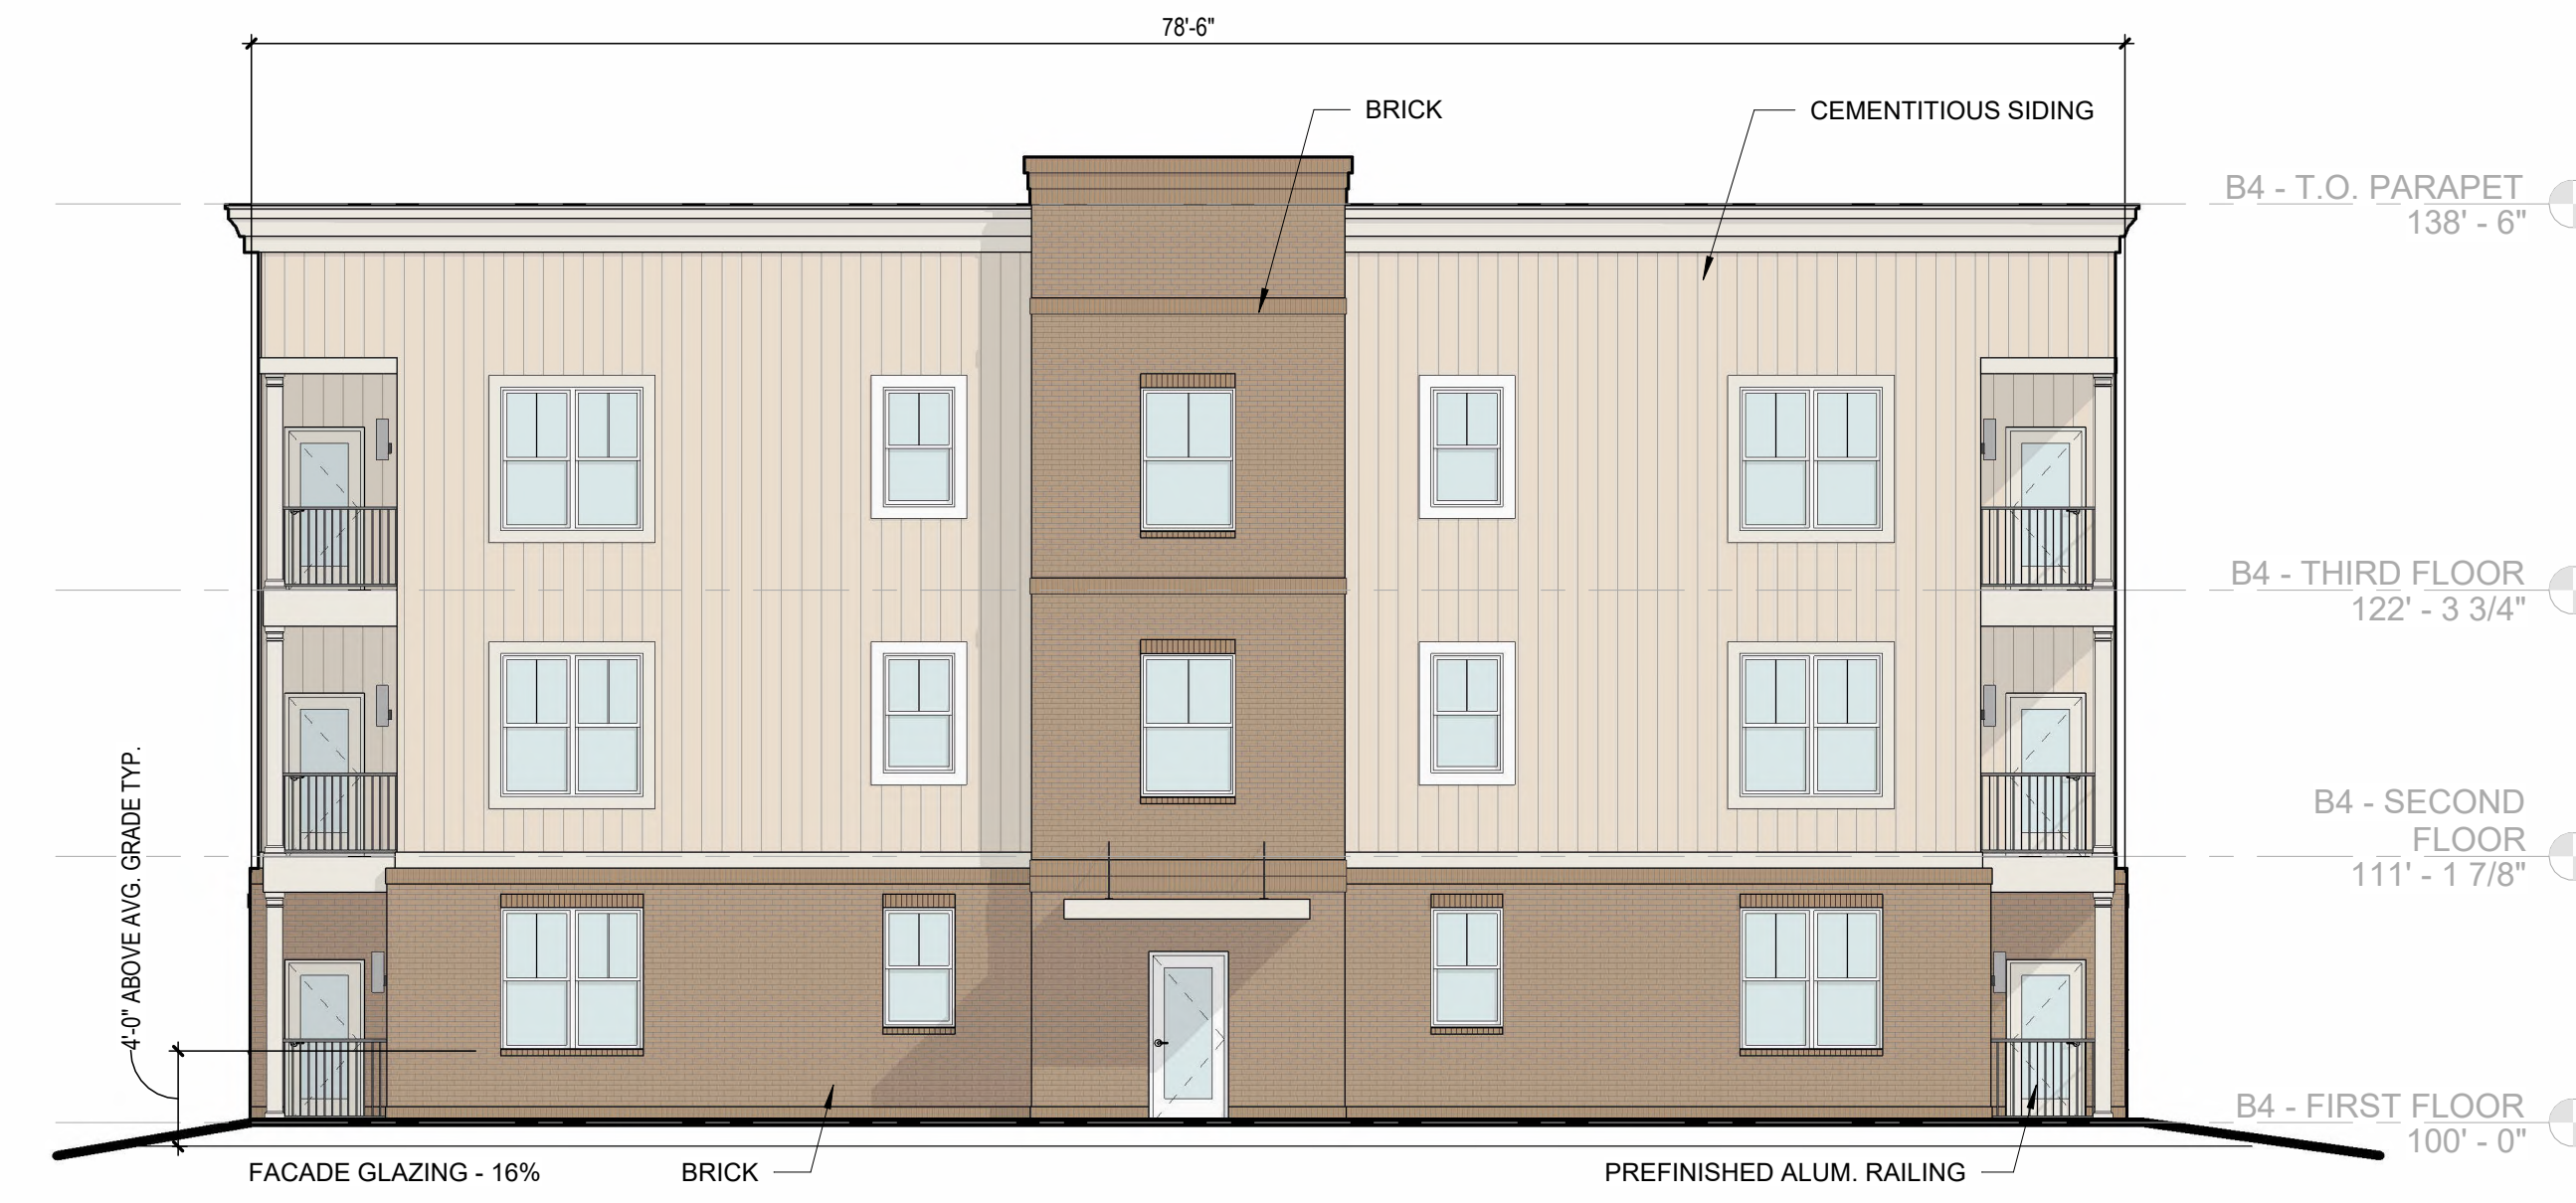 78'-6"
BRICK
CEMENTITIOUS SIDING
B4 - T.O. PARAPET
138' - 6"
B4 - THIRD FLOOR
122' - 3 3/4"
B4 - SECOND
FLOOR
111' - 1 7/8"
4'-0" ABOVE AVG. GRADE TYP.
B4 - FIRST FLOOR
100' - 0"
FACADE GLAZING - 16%
BRICK
PREFINISHED ALUM. RAILING